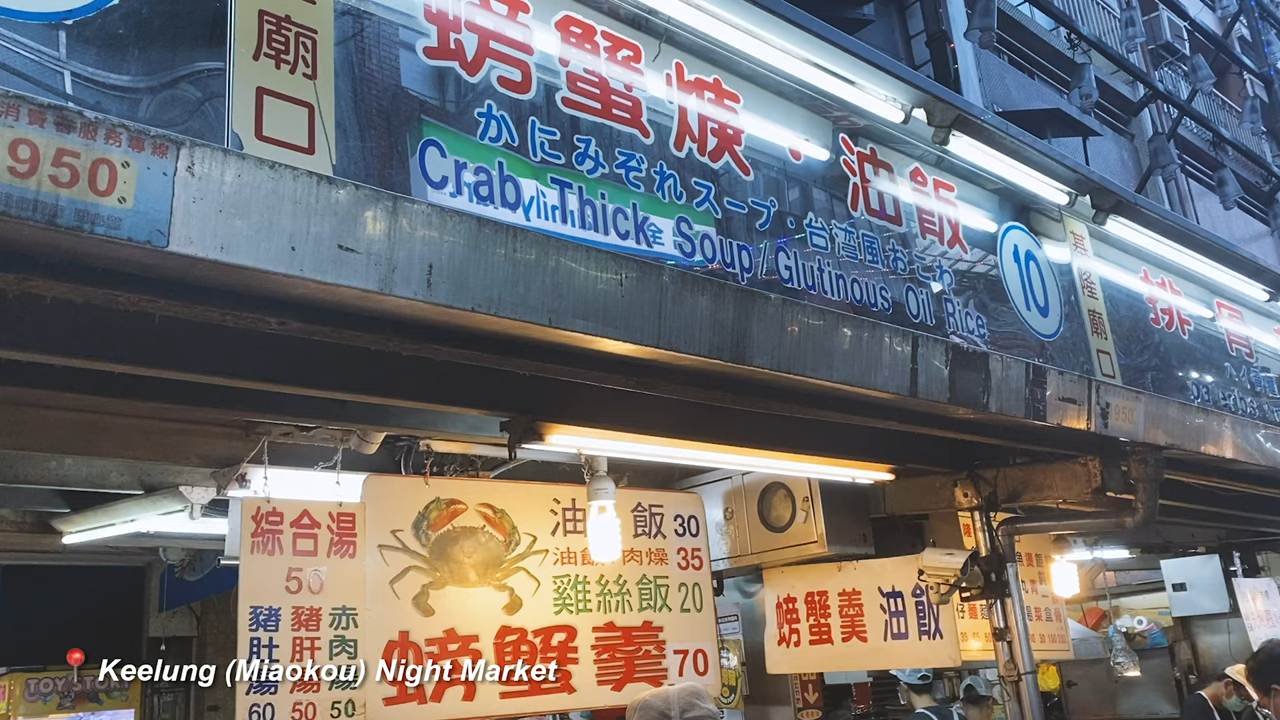 廟口
消費者服務專線
950
螃蟹焿・油飯
かにみぞれスープ・台湾風おこわ
Crab Thick Soup / Glutinous Oil Rice
10
基隆廟口
排骨
950
綜合湯
50
豬肚湯 60
豬肝湯 50
赤肉湯 50
油飯 30
肉燥 35
雞絲飯 20
螃蟹羹 70
螃蟹羹 油飯
TOY STORY
Keelung (Miaokou) Night Market